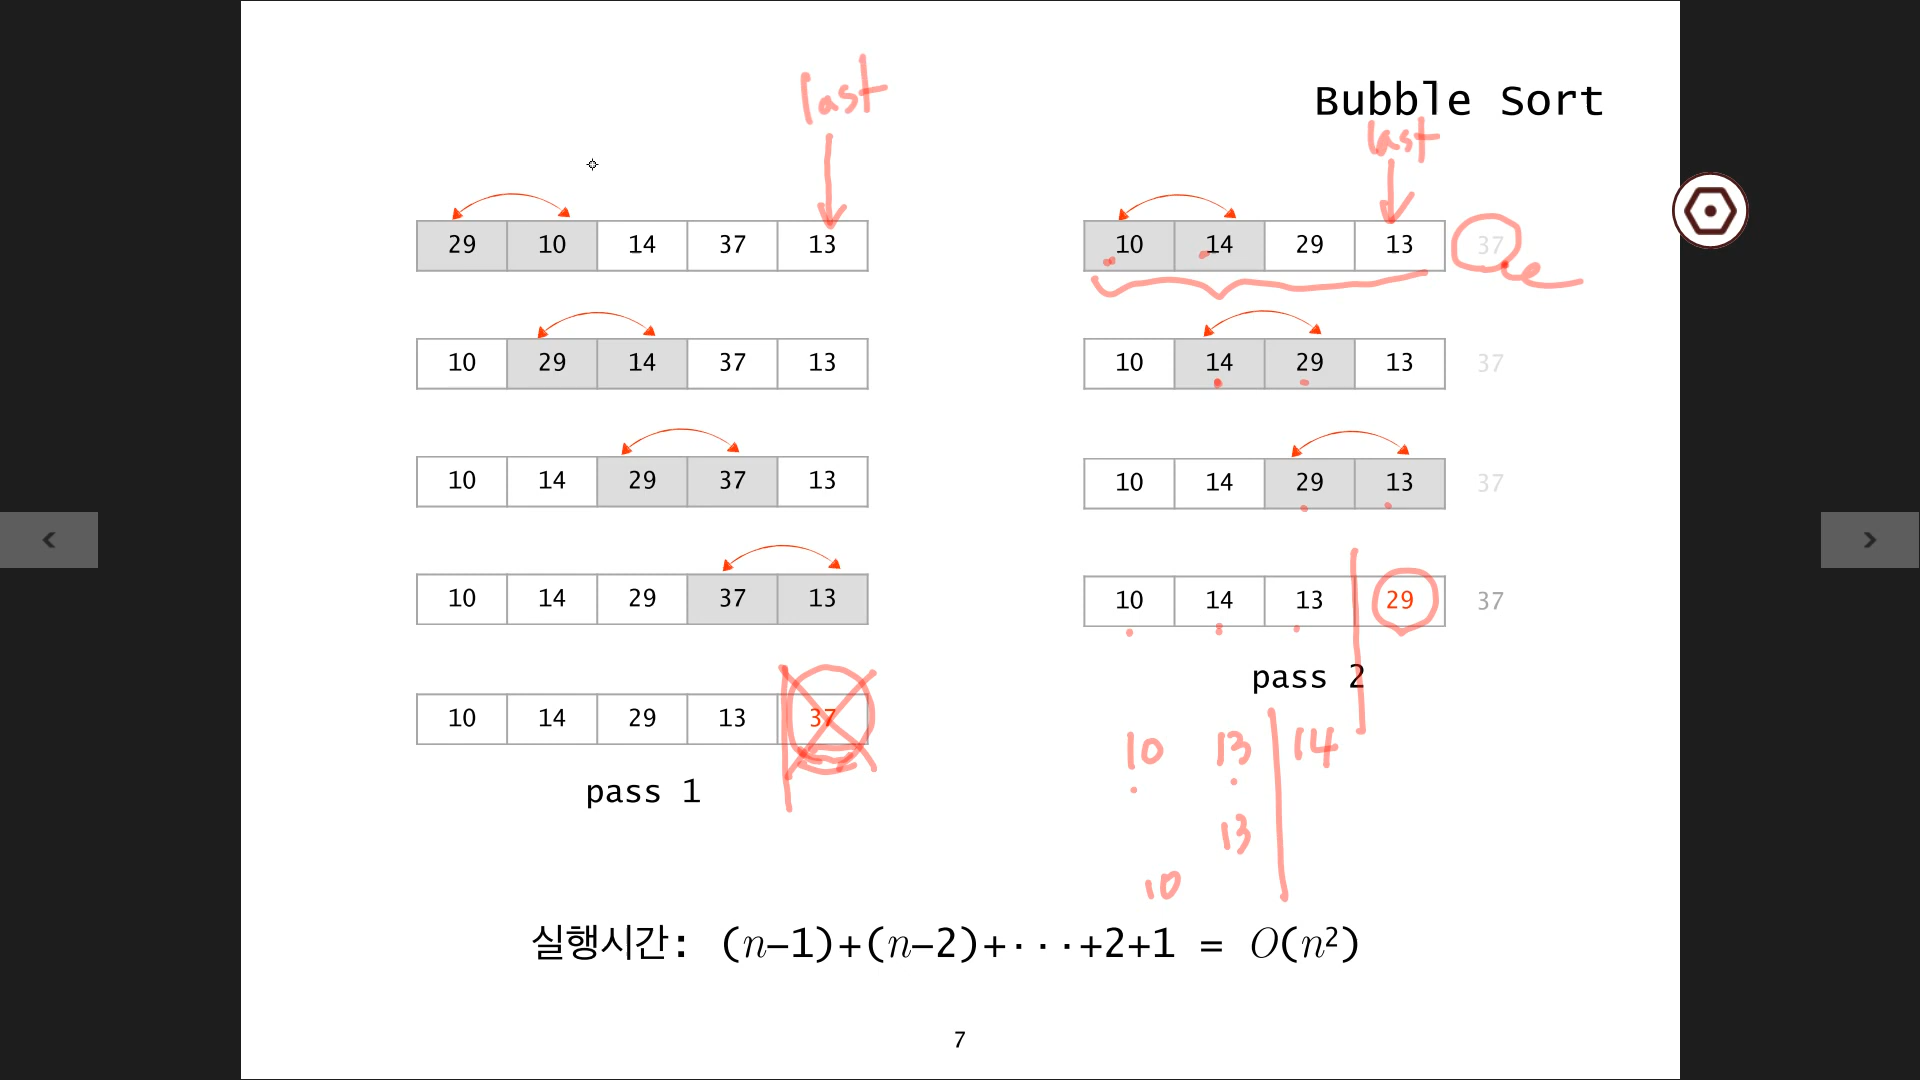 Bubble Sort
last
29 10 14 37 13
10 29 14 37 13
10 14 29 37 13
10 14 29 37 13
10 14 29 13 37
pass 1
last
10 14 29 13 37
10 14 29 13 37
10 14 29 13 37
10 14 13 29 37
pass 2
10 13 14
13
10
실행시간: (n–1)+(n–2)+···+2+1 = O(n²)
7